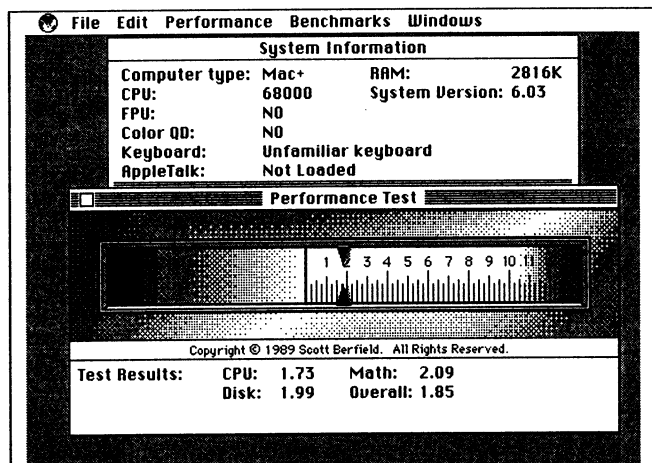 File Edit Performance Benchmarks Windows
System Information
Computer type: Mac+ RAM: 2816K
CPU: 68000 System Version: 6.03
FPU: NO
Color QD: NO
Keyboard: Unfamiliar keyboard
AppleTalk: Not Loaded
Performance Test
1 2 3 4 5 6 7 8 9 10 11
Copyright © 1989 Scott Berfield. All Rights Reserved.
Test Results: CPU: 1.73 Math: 2.09
Disk: 1.99 Overall: 1.85